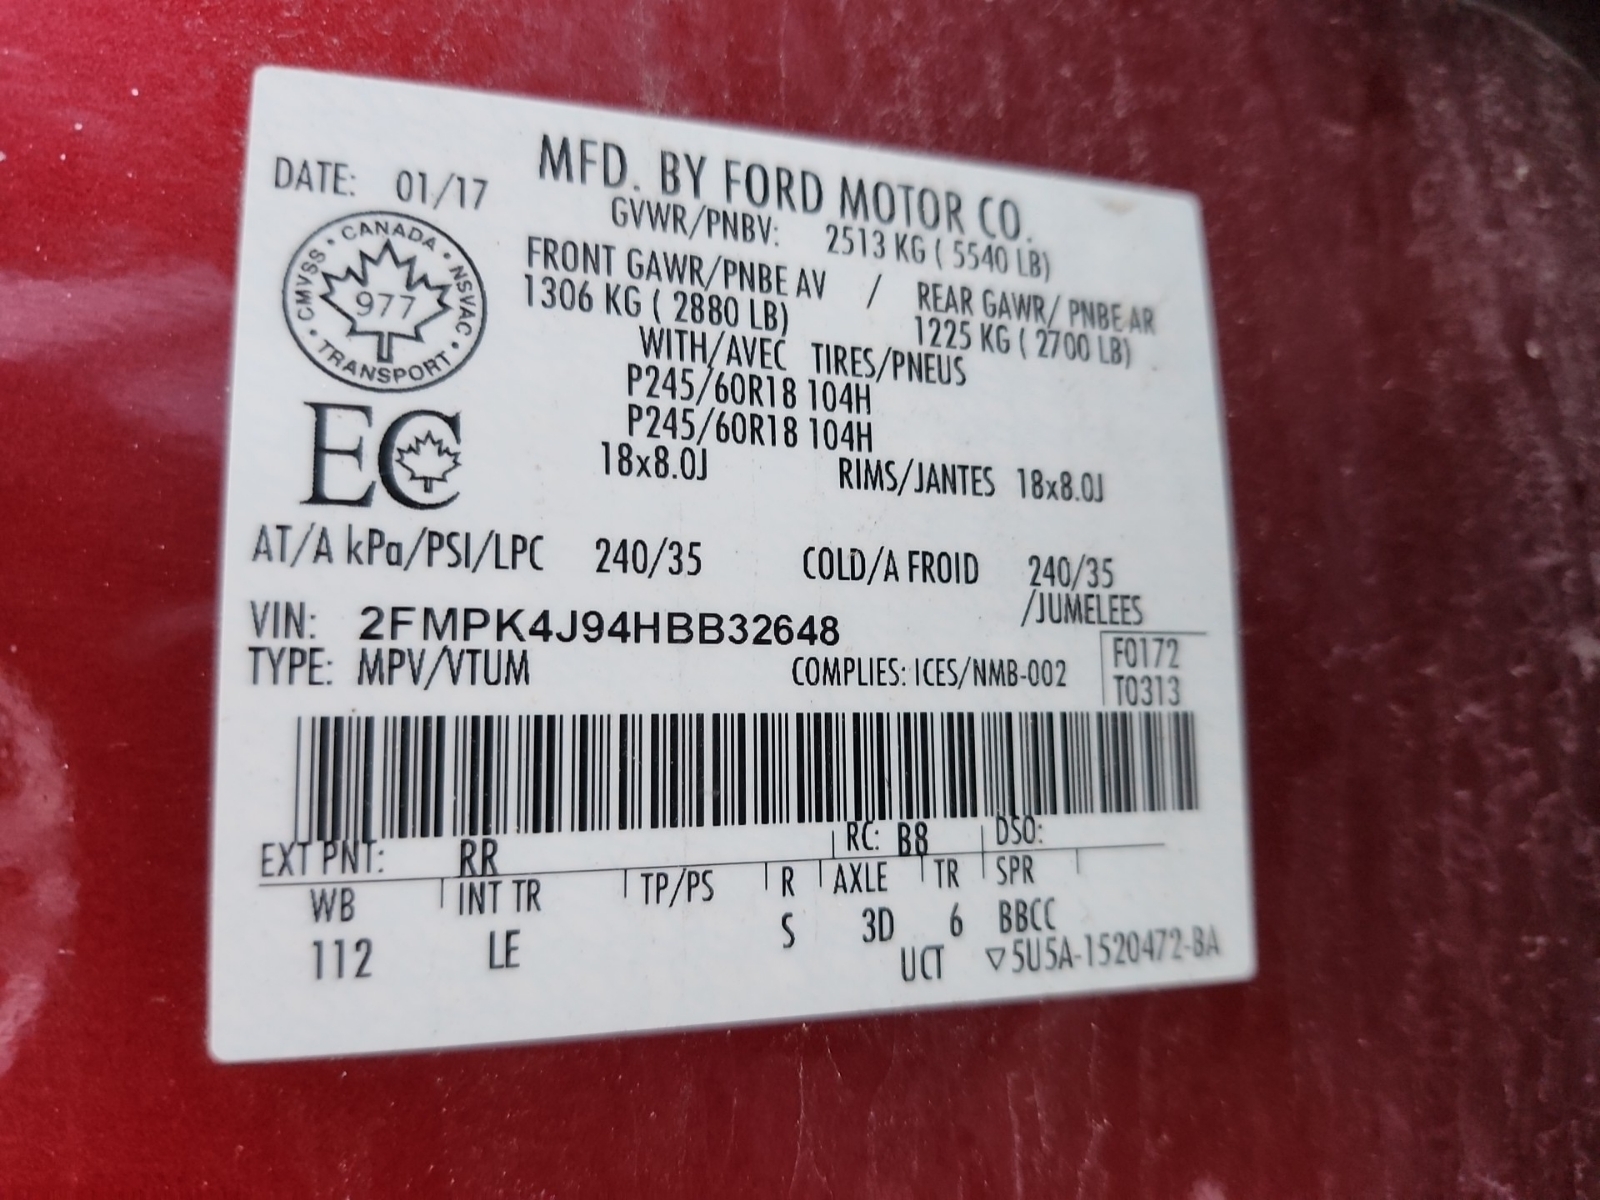 MFD. BY FORD MOTOR CO.
DATE: 01/17
GVWR/PNBV: 2513 KG ( 5540 LB)
FRONT GAWR/PNBE AV / REAR GAWR/ PNBE AR
1306 KG ( 2880 LB) 1225 KG ( 2700 LB)
WITH/AVEC TIRES/PNEUS
P245/60R18 104H
P245/60R18 104H
18x8.0J RIMS/JANTES 18x8.0J
CANADA · NSVAC · TRANSPORT · CMVSS ·
977
EC
AT/A kPa/PSI/LPC 240/35 COLD/A FROID 240/35
/JUMELEES
VIN: 2FMPK4J94HBB32648
TYPE: MPV/VTUM COMPLIES: ICES/NMB-002
F0172
T0313
EXT PNT: RR RC: B8 DSO:
WB INT TR TP/PS R AXLE TR SPR
112 LE S 3D 6 BBCC
UCT ▽5U5A-1520472-BA